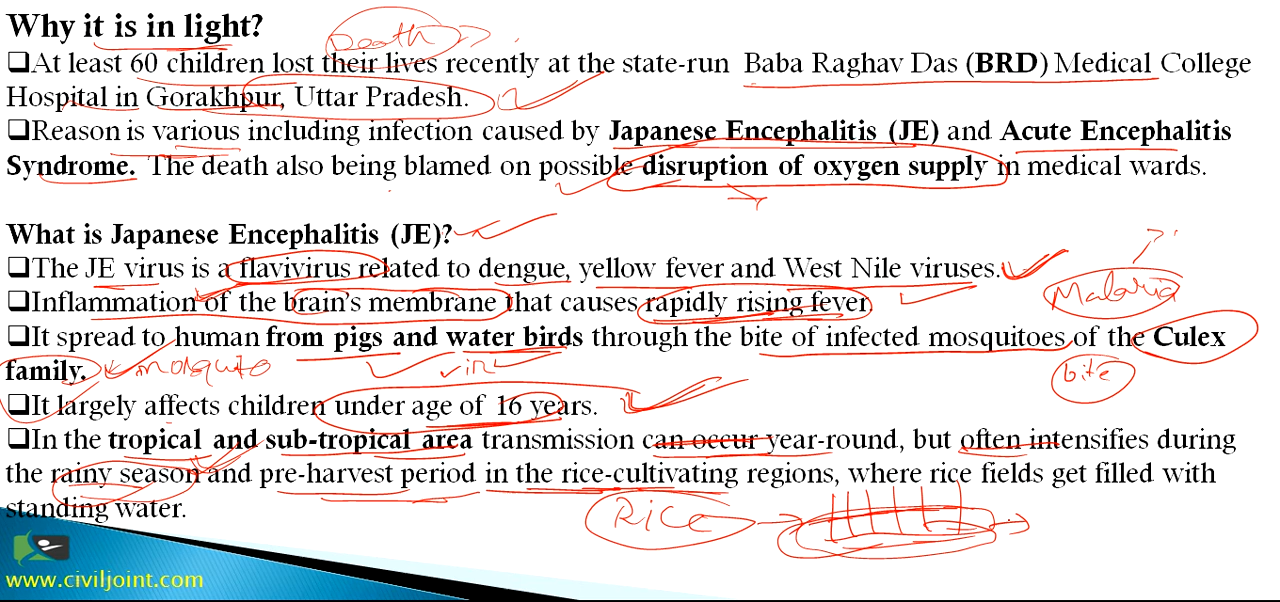 Why it is in light?
Death
❑At least 60 children lost their lives recently at the state-run Baba Raghav Das (BRD) Medical College
Hospital in Gorakhpur, Uttar Pradesh.
❑Reason is various including infection caused by Japanese Encephalitis (JE) and Acute Encephalitis
Syndrome. The death also being blamed on possible disruption of oxygen supply in medical wards.
What is Japanese Encephalitis (JE)?
❑The JE virus is a flavivirus related to dengue, yellow fever and West Nile viruses.
Malaria
❑Inflammation of the brain's membrane that causes rapidly rising fever.
❑It spread to human from pigs and water birds through the bite of infected mosquitoes of the Culex
family.
mosquito
bite
❑It largely affects children under age of 16 years.
❑In the tropical and sub-tropical area transmission can occur year-round, but often intensifies during
the rainy season and pre-harvest period in the rice-cultivating regions, where rice fields get filled with
standing water.
RicE
www.civiljoint.com